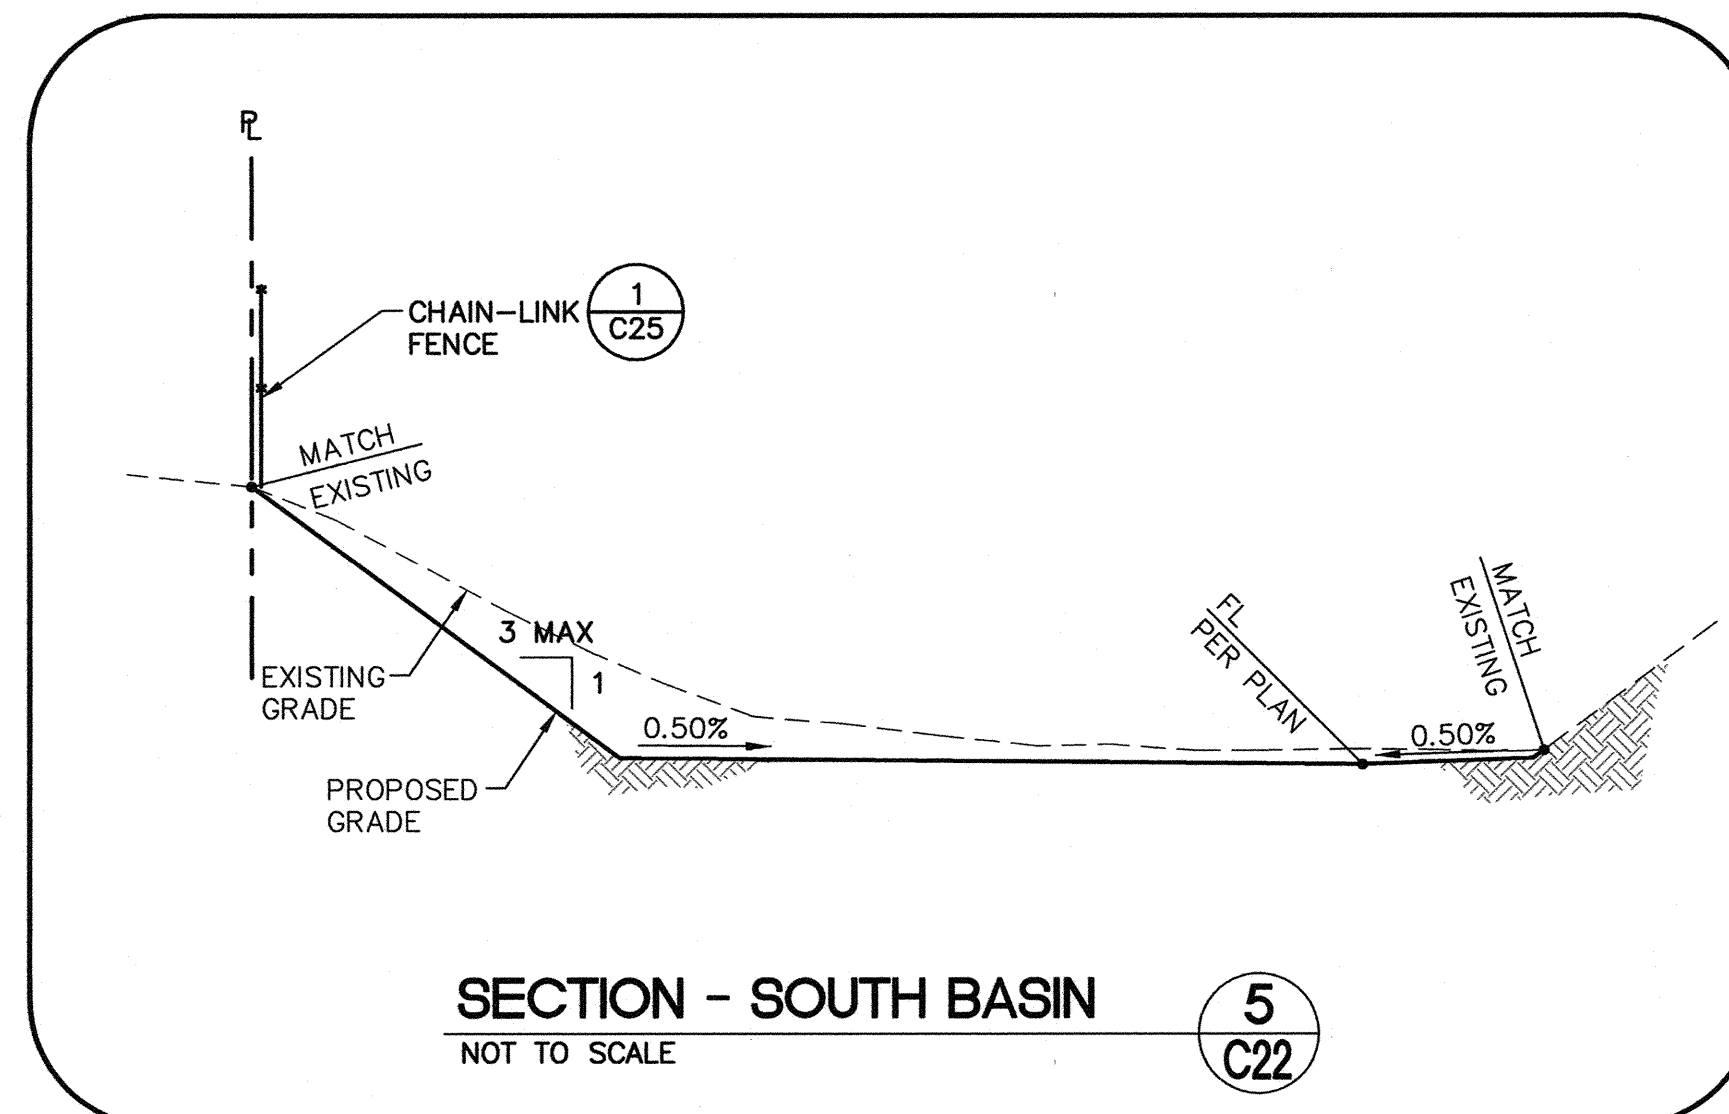 PL
CHAIN-LINK
FENCE
1
C25
MATCH
EXISTING
3 MAX
1
EXISTING
GRADE
0.50%
PROPOSED
GRADE
FL
PER PLAN
MATCH
EXISTING
0.50%
SECTION - SOUTH BASIN
NOT TO SCALE
5
C22